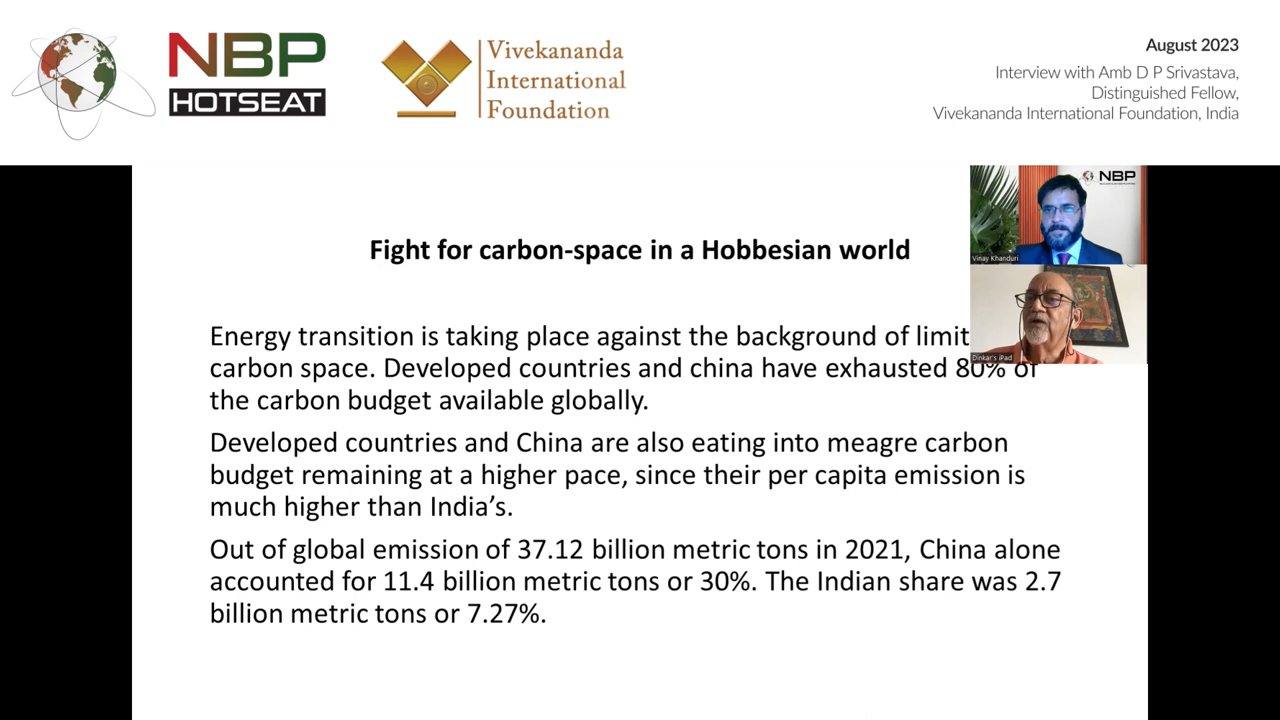 NBP
HOTSEAT
Vivekananda
International
Foundation
August 2023
Interview with Amb D P Srivastava,
Distinguished Fellow,
Vivekananda International Foundation, India
NBP
Vinay Khanduri
Dinkar's iPad
Fight for carbon-space in a Hobbesian world
Energy transition is taking place against the background of limit
carbon space. Developed countries and china have exhausted 80% of
the carbon budget available globally.
Developed countries and China are also eating into meagre carbon
budget remaining at a higher pace, since their per capita emission is
much higher than India’s.
Out of global emission of 37.12 billion metric tons in 2021, China alone
accounted for 11.4 billion metric tons or 30%. The Indian share was 2.7
billion metric tons or 7.27%.